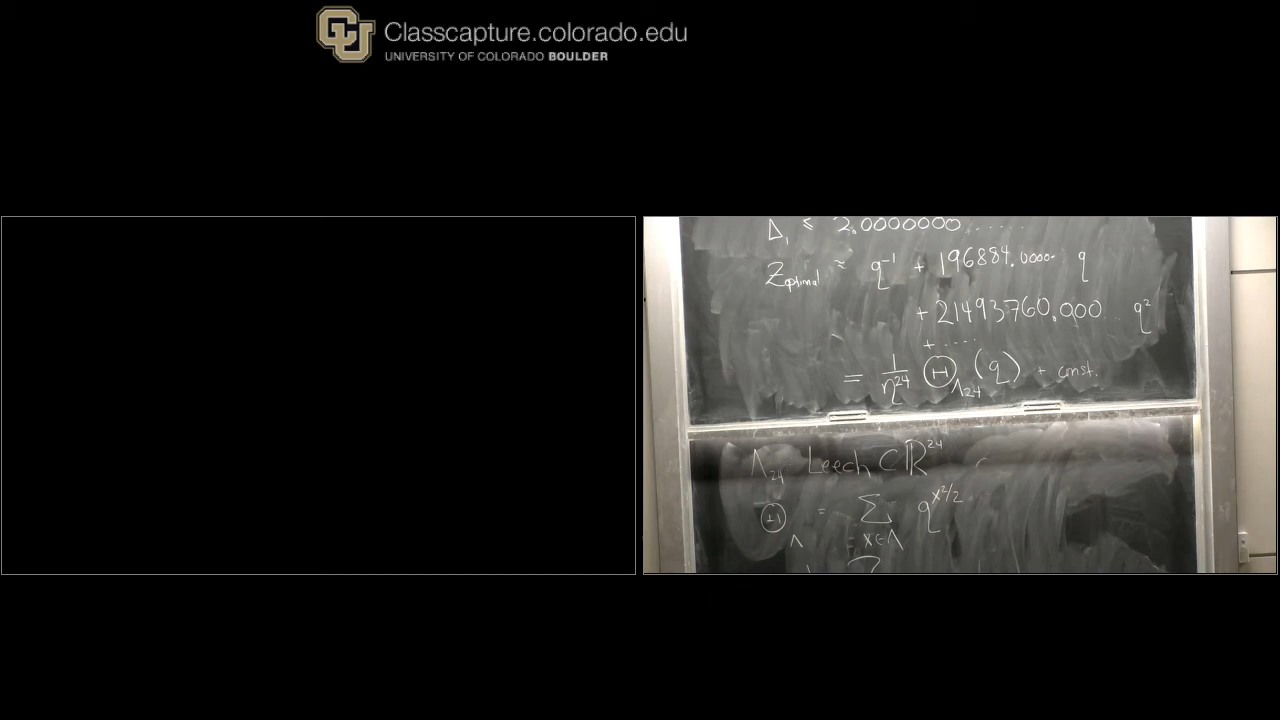 Classcapture.colorado.edu
UNIVERSITY OF COLORADO BOULDER
Δ₁ ≤ 2.0000000.....
Z_optimal ≈ q⁻¹ + 196884.0000.. q
+ 21493760.000.. q²
+ ....
= 1/η²⁴ Θ_Λ₂₄ (q) + const.
Λ₂₄ Leech ⊂ ℝ²⁴
Θ_Λ = Σ_x∈Λ q^x²/2